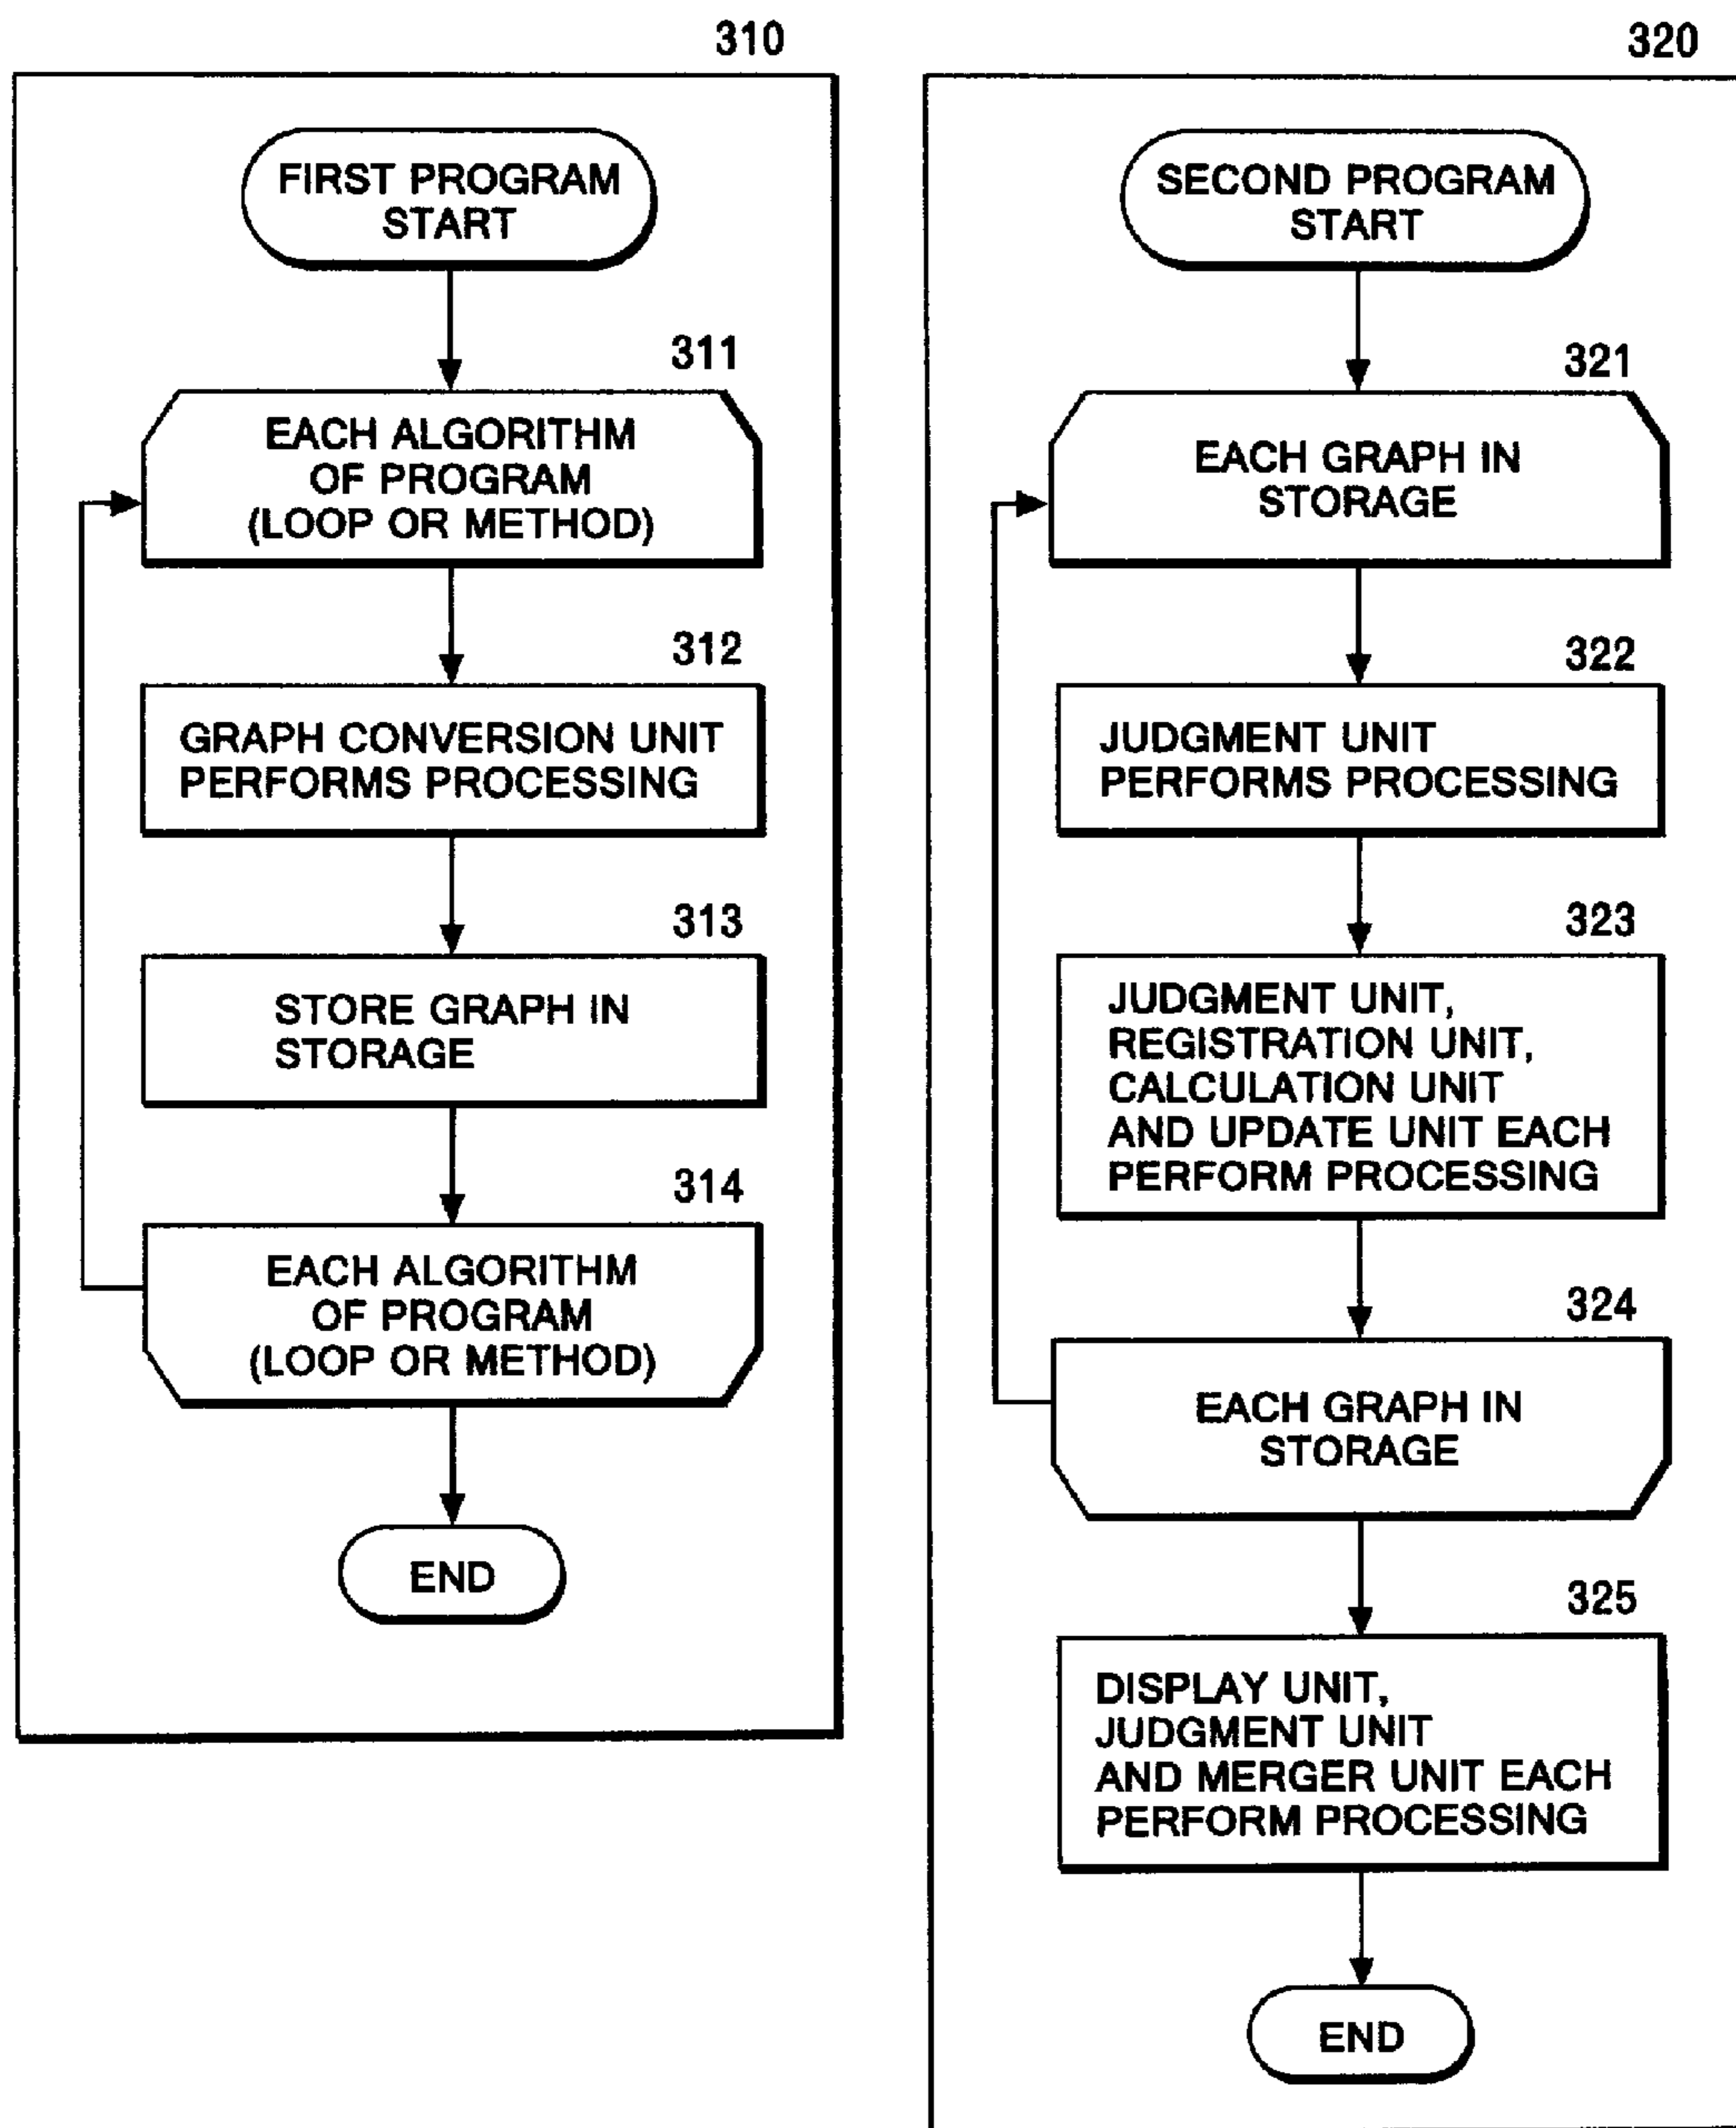 310
FIRST PROGRAM
START
311
EACH ALGORITHM
OF PROGRAM
(LOOP OR METHOD)
312
GRAPH CONVERSION UNIT
PERFORMS PROCESSING
313
STORE GRAPH IN
STORAGE
314
EACH ALGORITHM
OF PROGRAM
(LOOP OR METHOD)
END
320
SECOND PROGRAM
START
321
EACH GRAPH IN
STORAGE
322
JUDGMENT UNIT
PERFORMS PROCESSING
323
JUDGMENT UNIT,
REGISTRATION UNIT,
CALCULATION UNIT
AND UPDATE UNIT EACH
PERFORM PROCESSING
324
EACH GRAPH IN
STORAGE
325
DISPLAY UNIT,
JUDGMENT UNIT
AND MERGER UNIT EACH
PERFORM PROCESSING
END